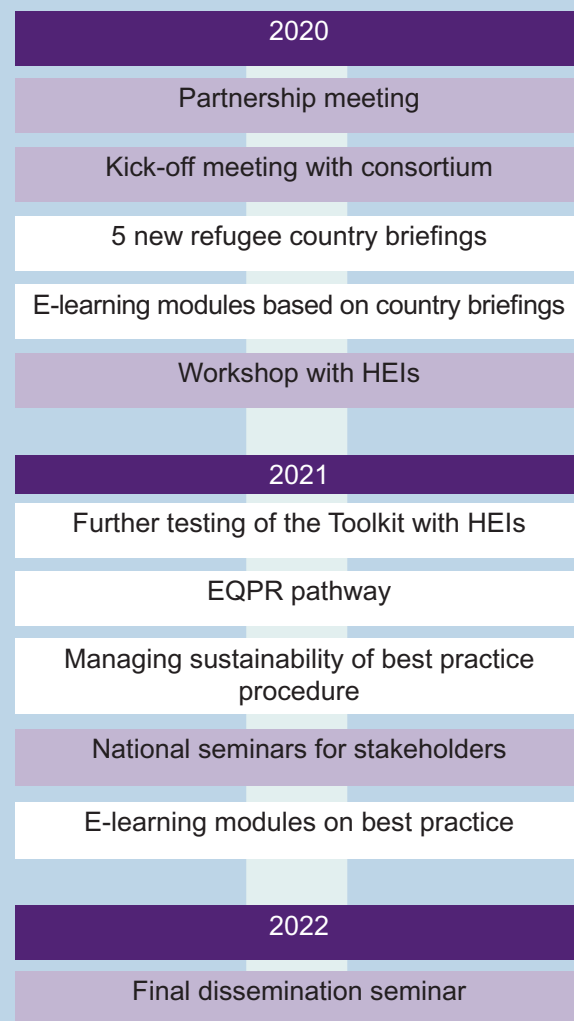 2020
Partnership meeting
Kick-off meeting with consortium
5 new refugee country briefings
E-learning modules based on country briefings
Workshop with HEIs
2021
Further testing of the Toolkit with HEIs
EQPR pathway
Managing sustainability of best practice
procedure
National seminars for stakeholders
E-learning modules on best practice
2022
Final dissemination seminar